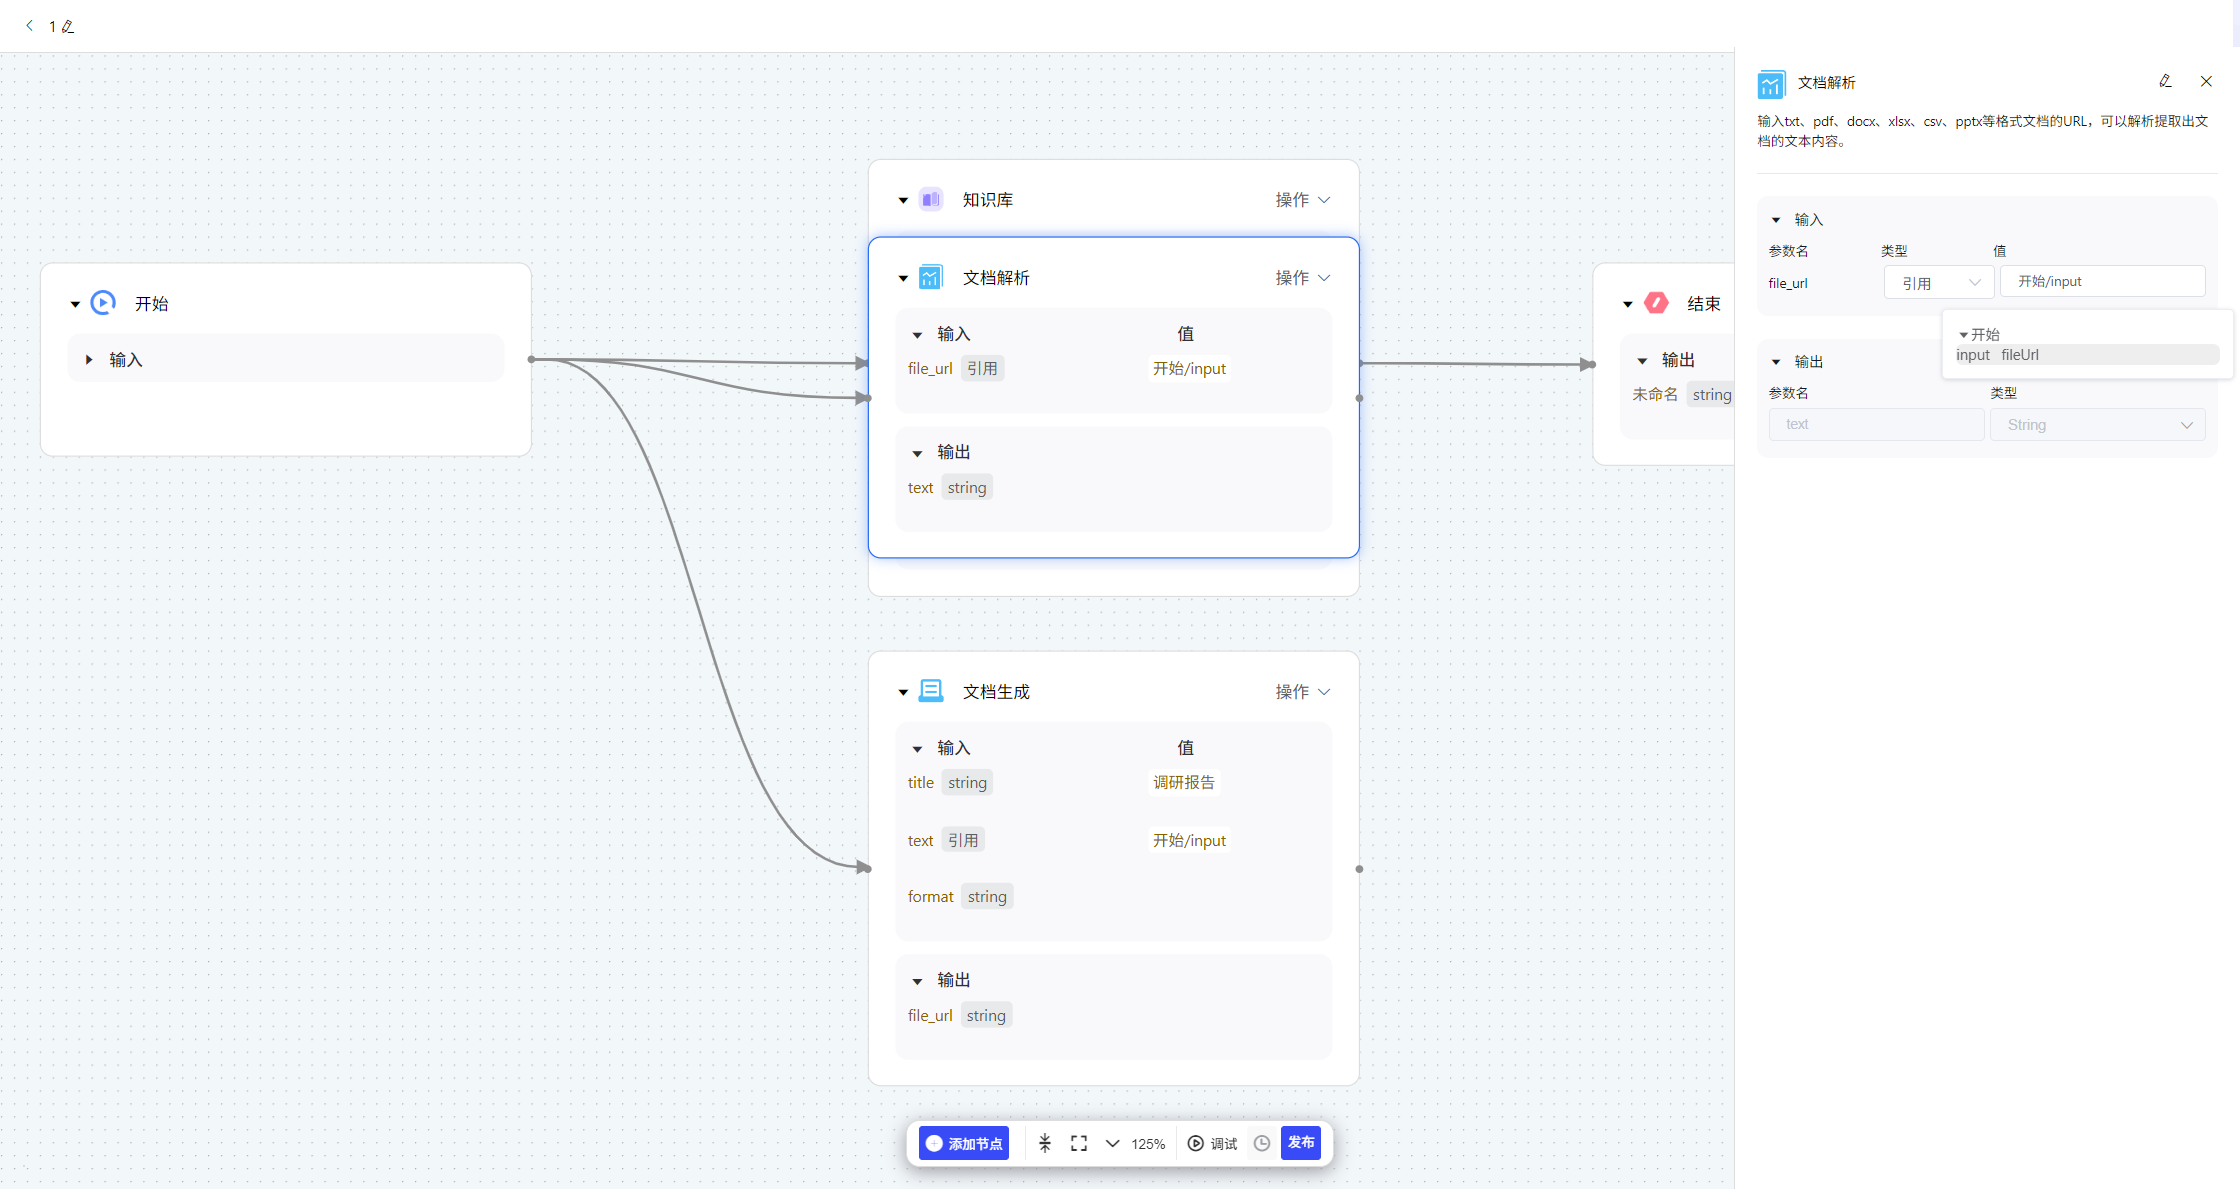 1
开始
输入
知识库
操作
文档解析
操作
输入 值
file_url 引用 开始/input
输出
text string
文档生成
操作
输入 值
title string 调研报告
text 引用 开始/input
format string
输出
file_url string
结束
输出
未命名 string
添加节点
125%
调试
发布
文档解析
输入txt、pdf、docx、xlsx、csv、pptx等格式文档的URL，可以解析提取出文
档的文本内容。
输入
参数名 类型 值
file_url 引用 开始/input
开始
input fileUrl
输出
参数名 类型
text String